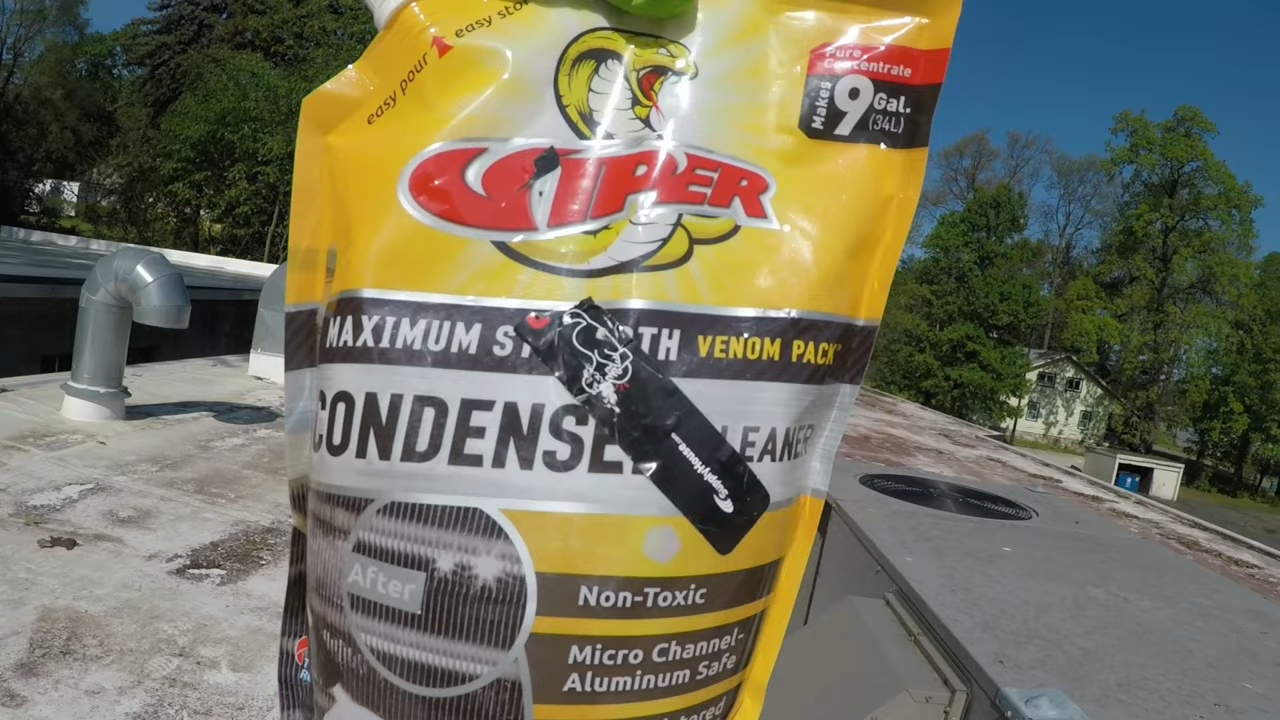 easy pour
easy stor
Pure
Concentrate
Makes 9 Gal.
(34L)
VIPER
MAXIMUM ST TH VENOM PACK
CONDENSE LEANER
SupplyHouse.com
After
Non-Toxic
Micro Channel-
Aluminum Safe
tered